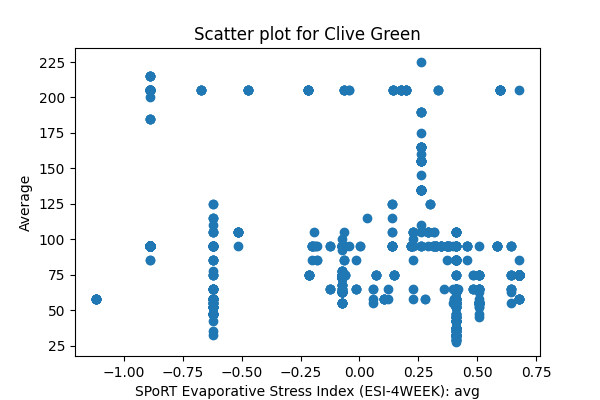 Scatter plot for Clive Green
225
200
175
150
125
100
75
50
25
Average
−1.00 −0.75 −0.50 −0.25 0.00 0.25 0.50 0.75
SPoRT Evaporative Stress Index (ESI-4WEEK): avg